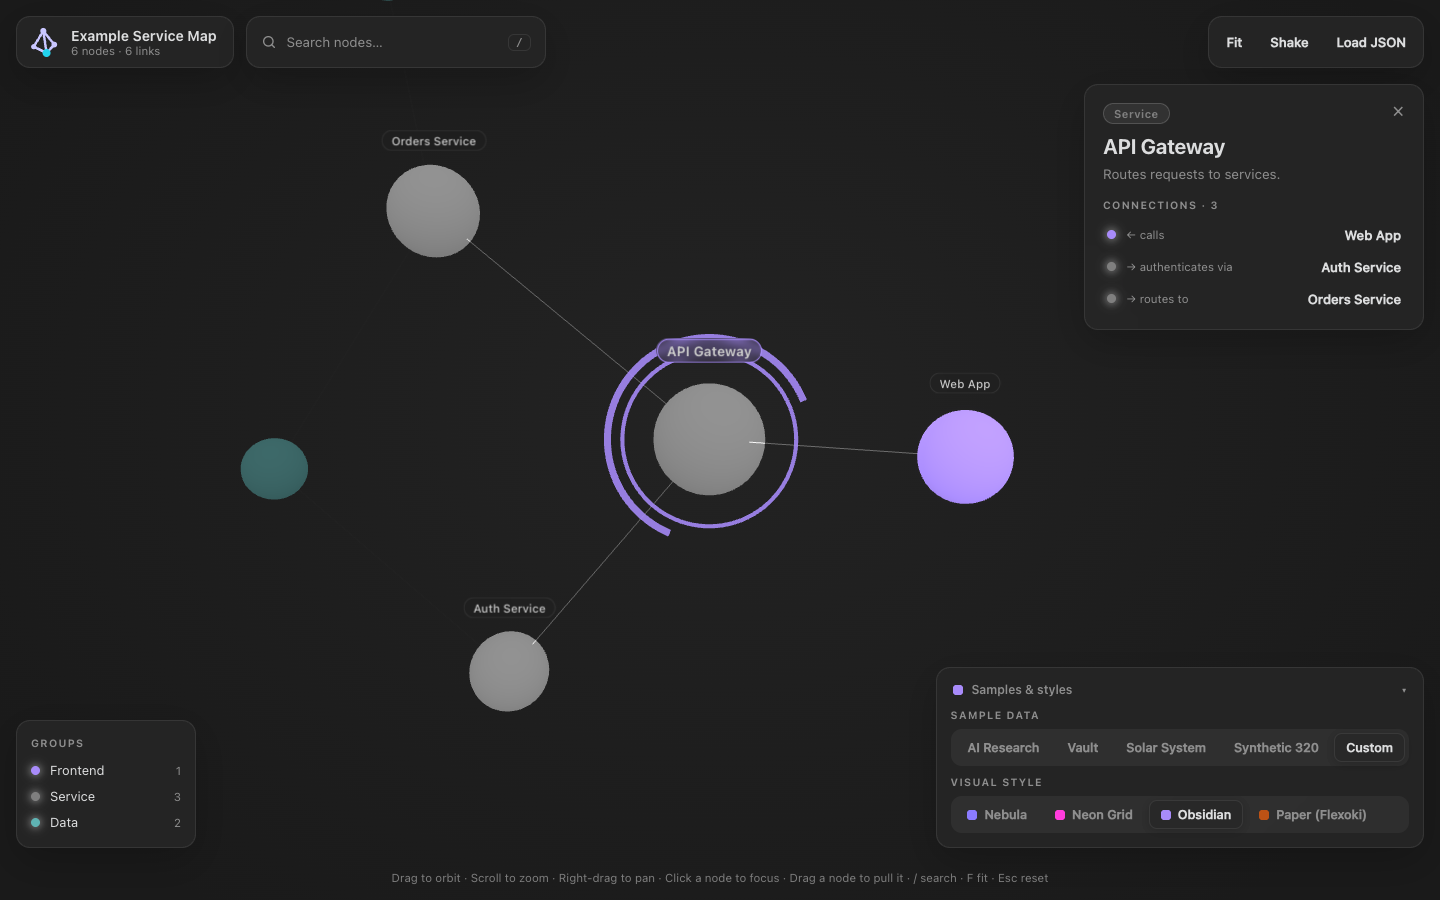 Example Service Map
6 nodes · 6 links
Search nodes...
/
Fit
Shake
Load JSON
Service
×
API Gateway
Routes requests to services.
CONNECTIONS · 3
← calls
Web App
→ authenticates via
Auth Service
→ routes to
Orders Service
Orders Service
API Gateway
Web App
Auth Service
GROUPS
Frontend
1
Service
3
Data
2
Samples & styles
SAMPLE DATA
AI Research
Vault
Solar System
Synthetic 320
Custom
VISUAL STYLE
Nebula
Neon Grid
Obsidian
Paper (Flexoki)
Drag to orbit · Scroll to zoom · Right-drag to pan · Click a node to focus · Drag a node to pull it · / search · F fit · Esc reset